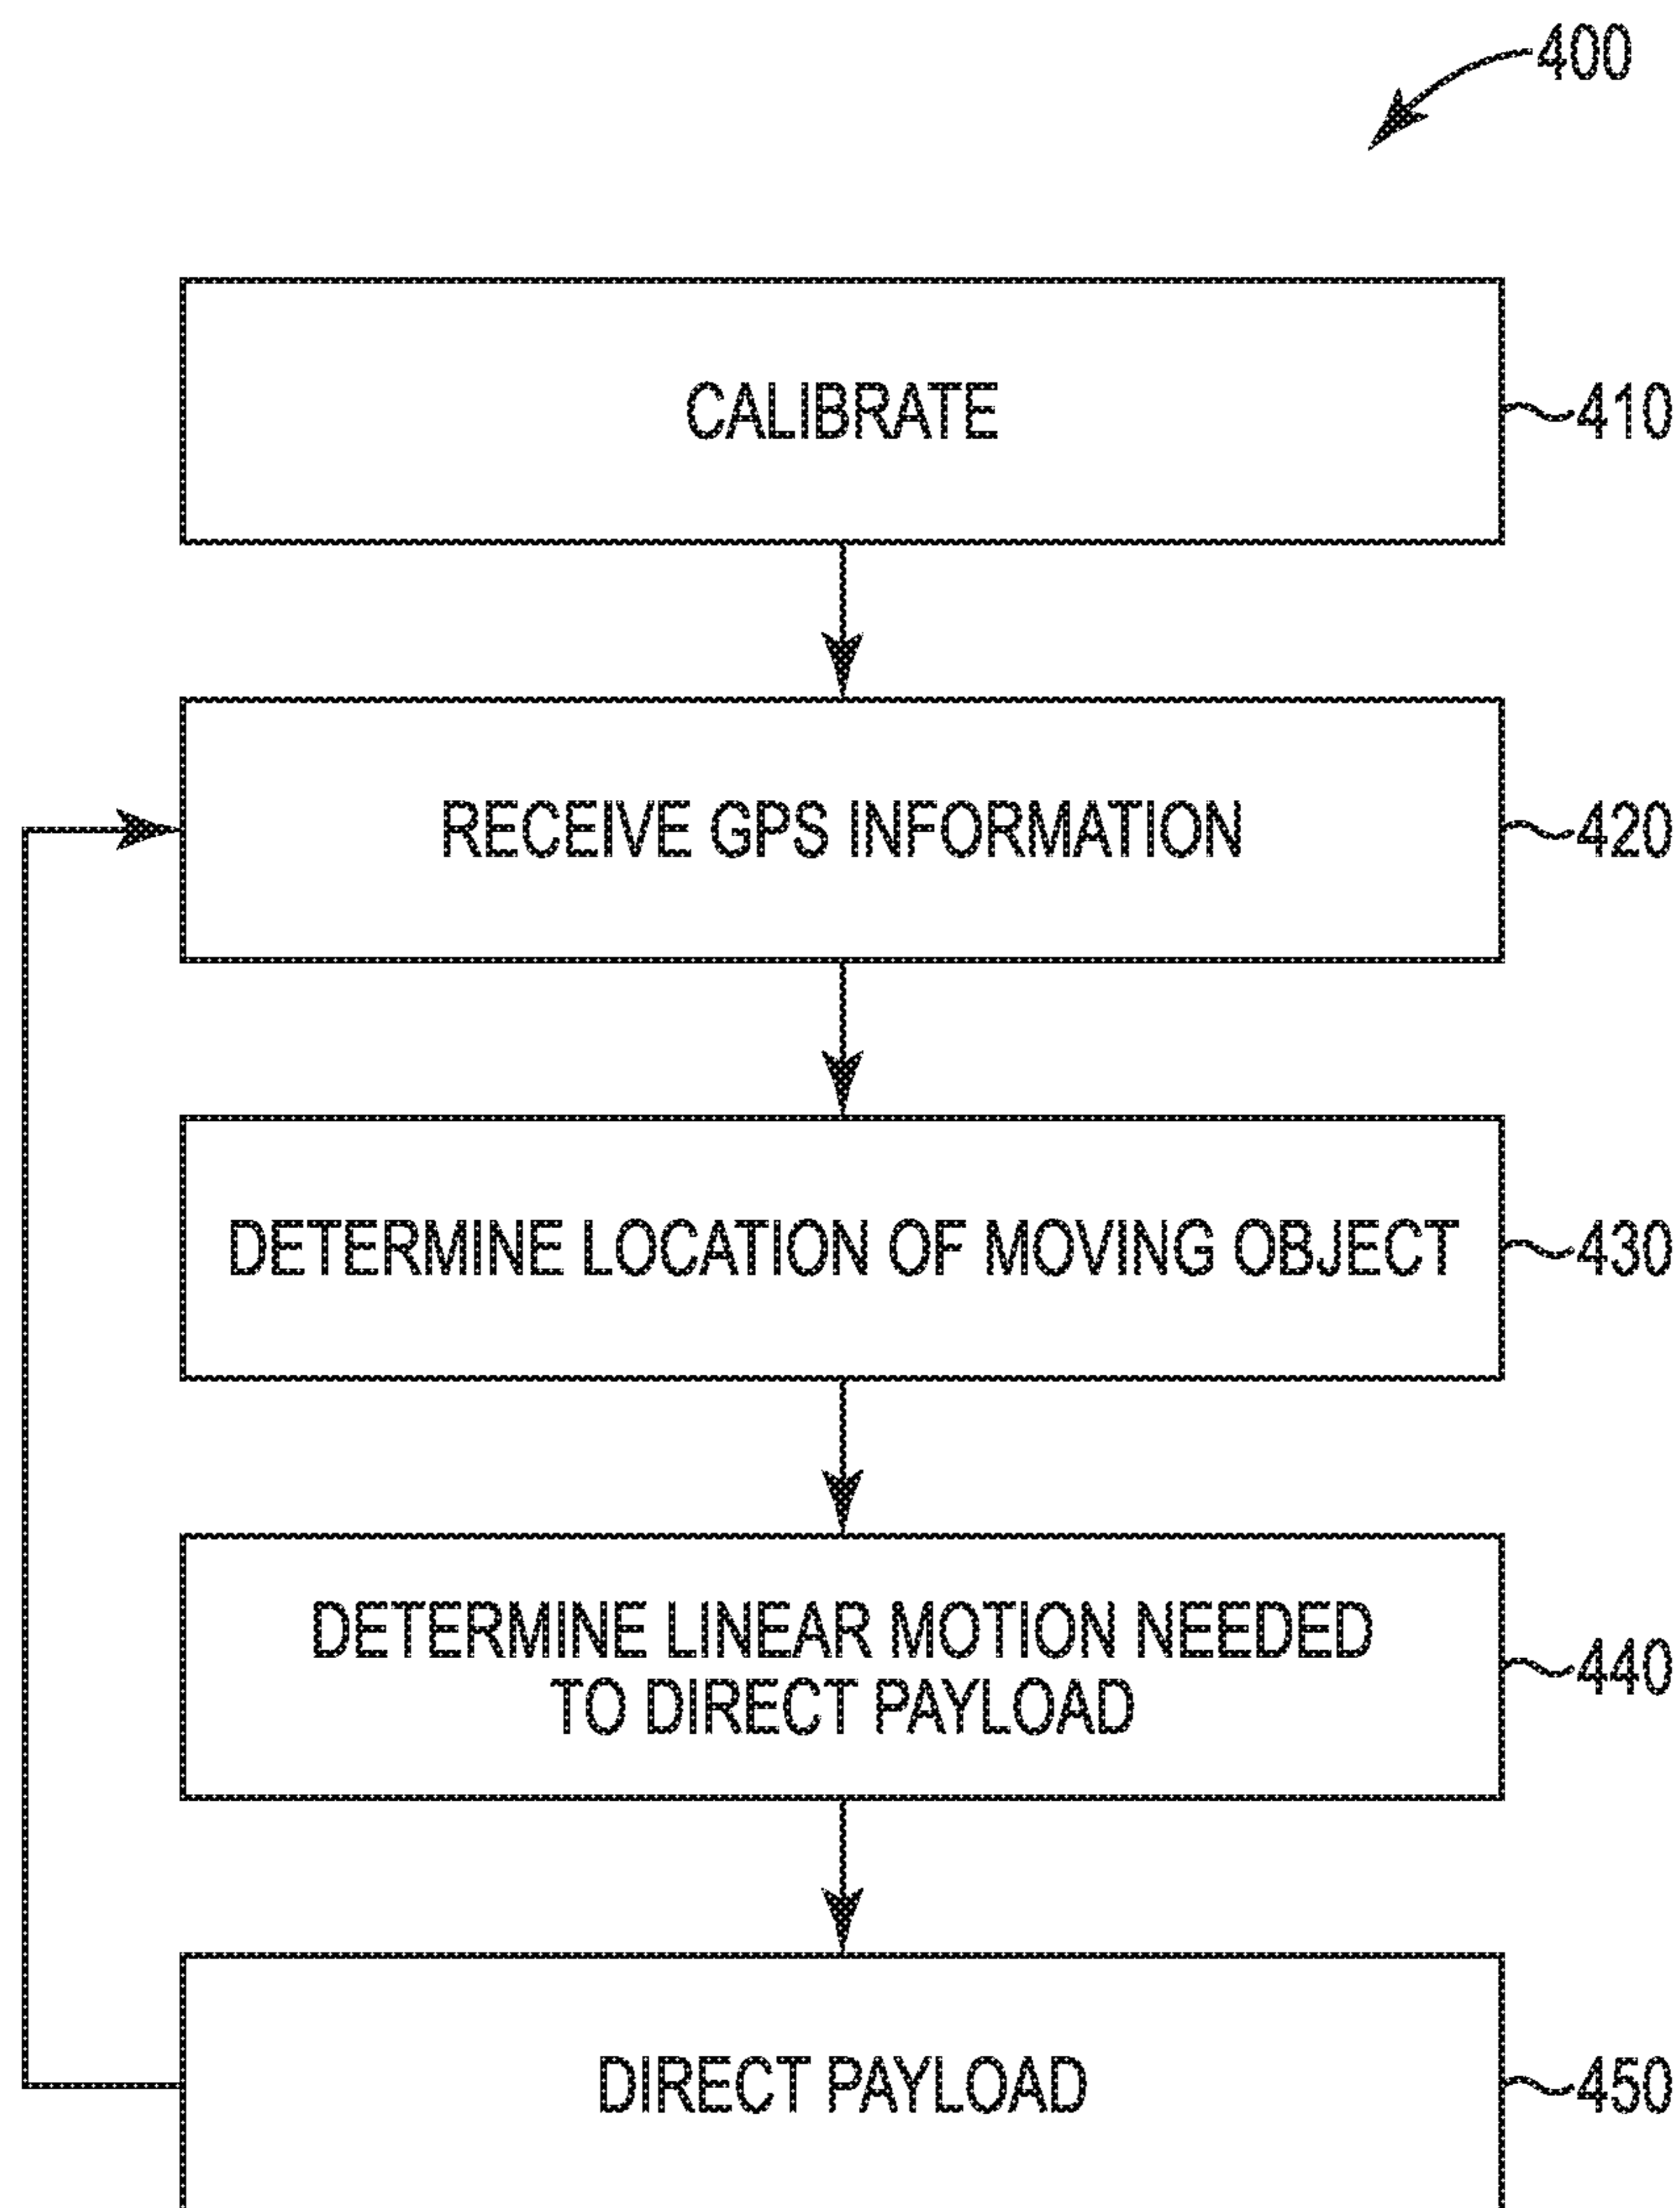 400
CALIBRATE
410
RECEIVE GPS INFORMATION
420
DETERMINE LOCATION OF MOVING OBJECT
430
DETERMINE LINEAR MOTION NEEDED
TO DIRECT PAYLOAD
440
DIRECT PAYLOAD
450